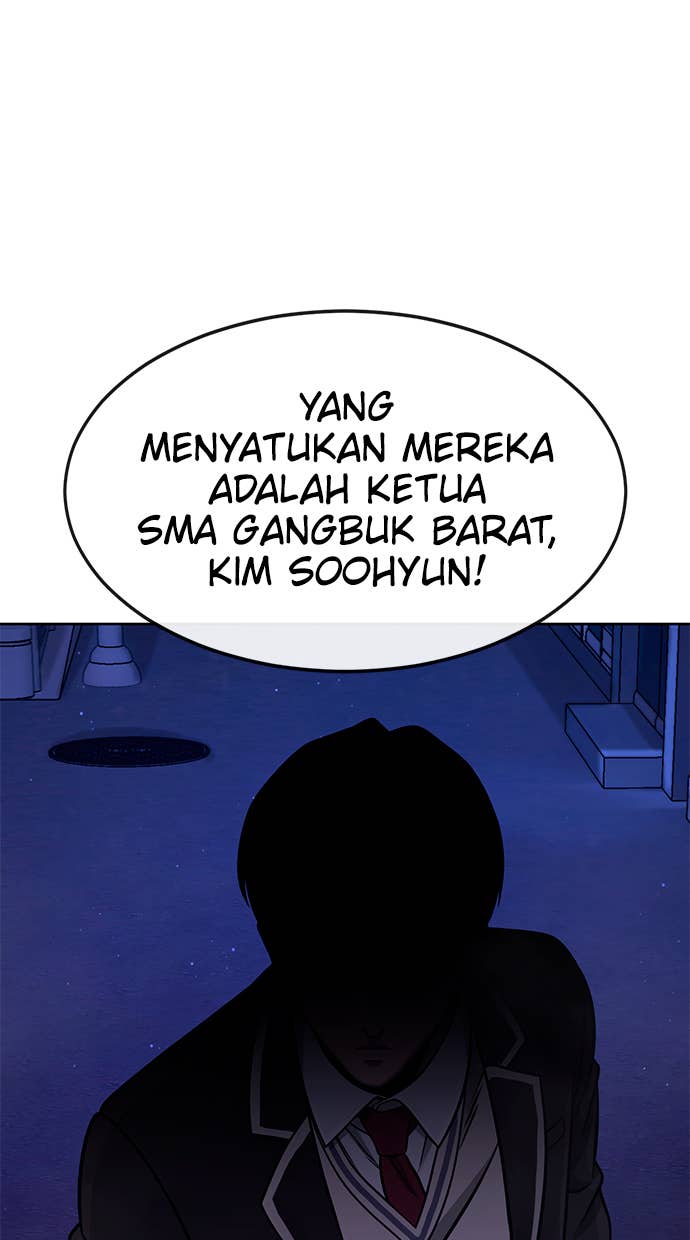 YANG
MENYATUKAN MEREKA
ADALAH KETUA
SMA GANGBUK BARAT,
KIM SOOHYUN!